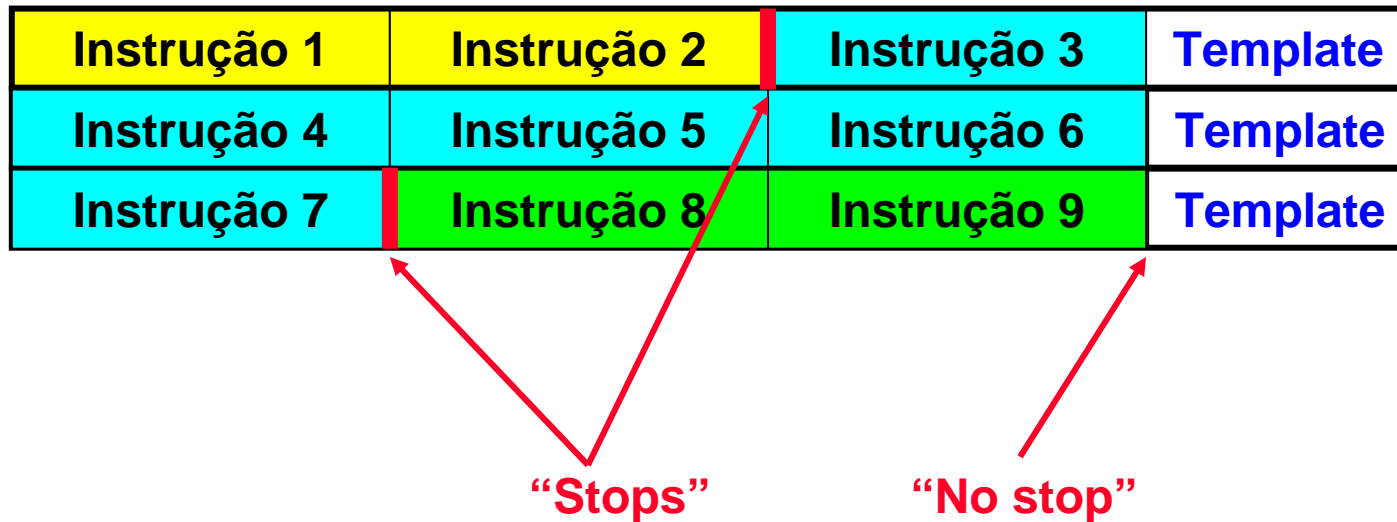 Instrução 1 Instrução 2 Instrução 3 Template
Instrução 4 Instrução 5 Instrução 6 Template
Instrução 7 Instrução 8 Instrução 9 Template
“Stops” “No stop”